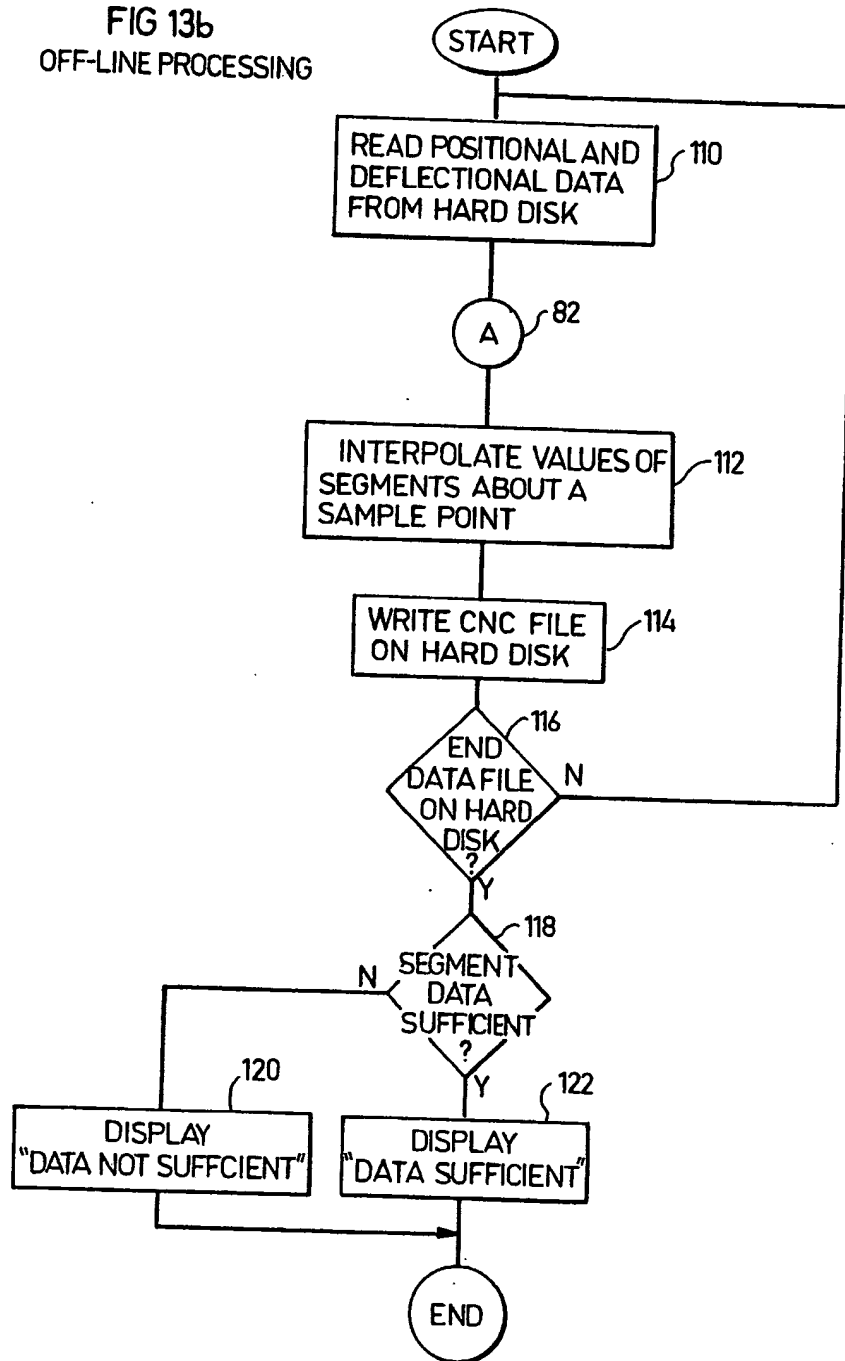 FIG 13b
OFF-LINE PROCESSING
START
READ POSITIONAL AND
DEFLECTIONAL DATA
FROM HARD DISK
110
A
82
INTERPOLATE VALUES OF
SEGMENTS ABOUT A
SAMPLE POINT
112
WRITE CNC FILE
ON HARD DISK
114
116
END
DATA FILE
ON HARD
DISK
?
N
Y
118
SEGMENT
DATA
SUFFICIENT
?
N
Y
120
DISPLAY
"DATA NOT SUFFCIENT"
122
DISPLAY
"DATA SUFFICIENT"
END